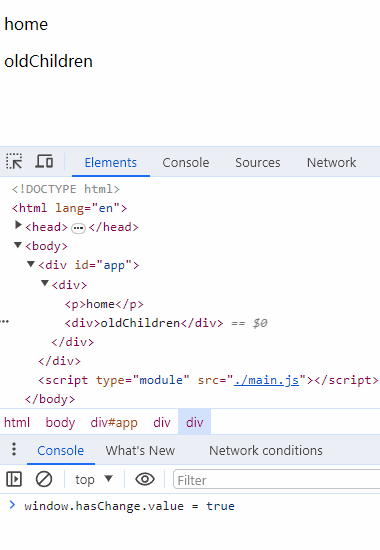 home
oldChildren
Elements Console Sources Network
<!DOCTYPE html>
<html lang="en">
<head> ••• </head>
<body>
<div id="app">
<div>
<p>home</p>
••• <div>oldChildren</div> == $0
</div>
</div>
<script type="module" src="./main.js"></script>
</body>
html body div#app div div
Console What's New Network conditions
top Filter
window.hasChange.value = true